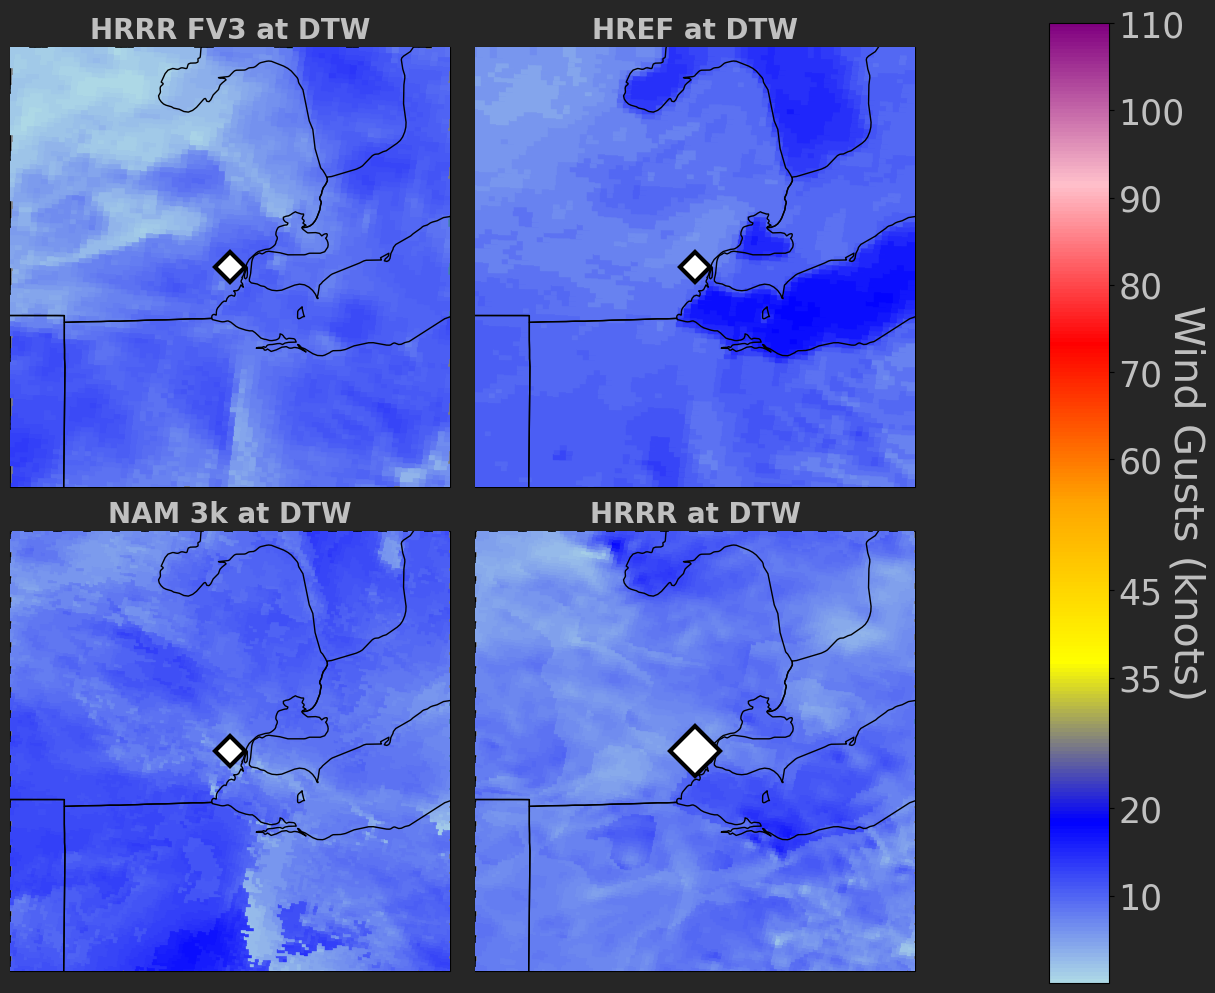 HRRR FV3 at DTW
HREF at DTW
NAM 3k at DTW
HRRR at DTW
110
100
90
80
70
60
45
35
20
10
Wind Gusts (knots)